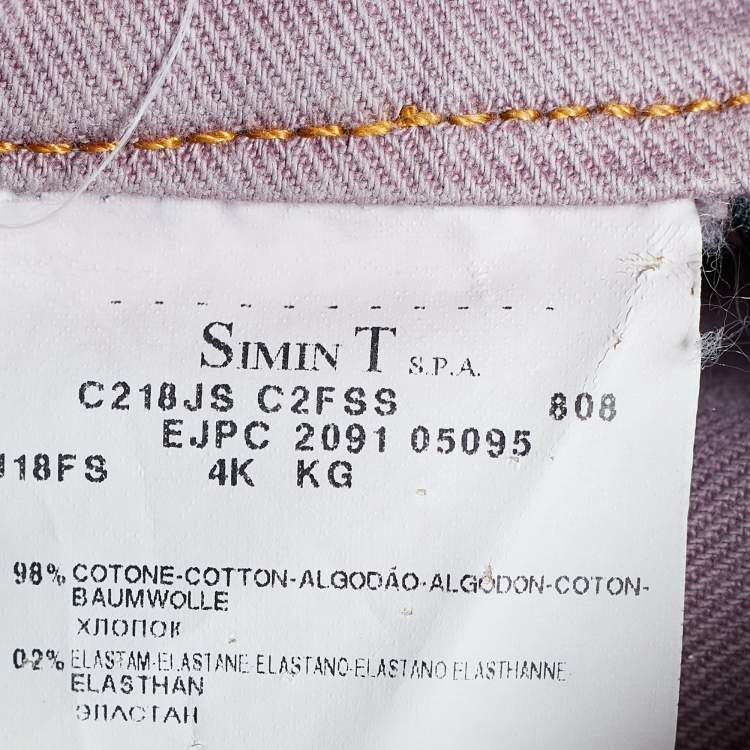 SIMIN T S.P.A.
C218JS C2FSS 808
EJPC 2091 05095
J18FS 4K KG
98% COTONE-COTTON-ALGODÃO-ALGODON-COTON-
BAUMWOLLE
ХЛОПОК
02% ELASTAM-ELASTANE-ELASTANO-ELASTANO ELASTHANNE
ELASTHAN
ЭЛАСТАН